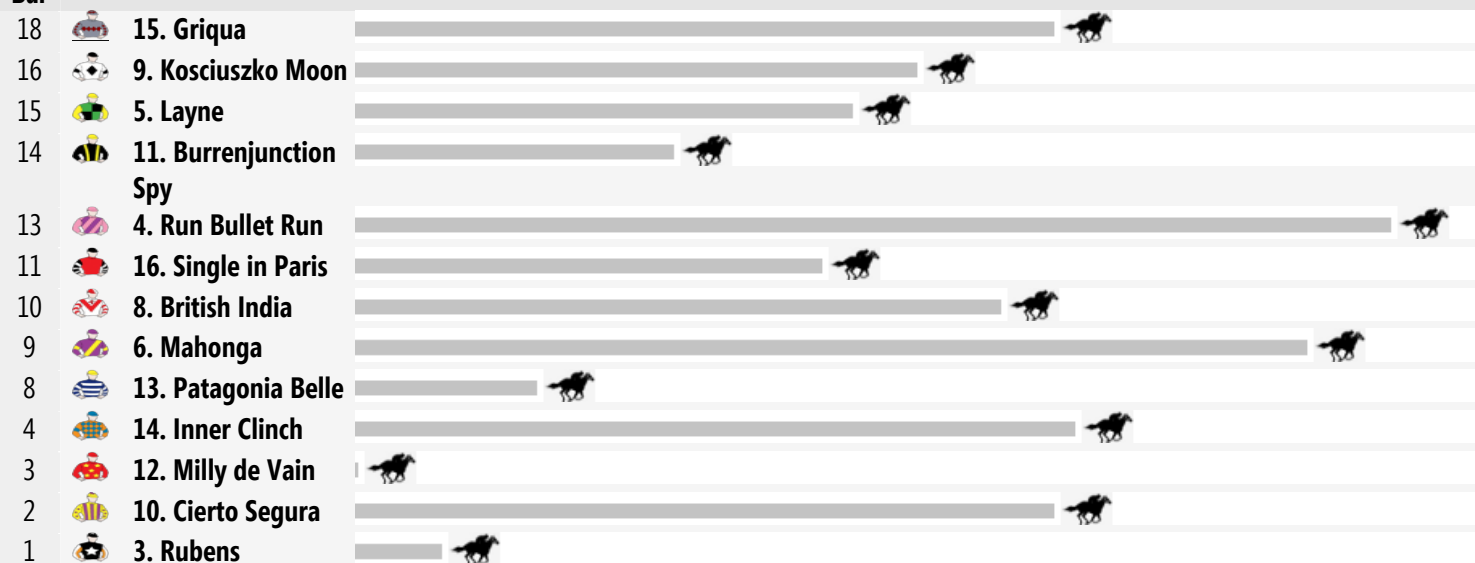 Bar
18 15. Griqua
16 9. Kosciuszko Moon
15 5. Layne
14 11. Burrenjunction
Spy
13 4. Run Bullet Run
11 16. Single in Paris
10 8. British India
9 6. Mahonga
8 13. Patagonia Belle
4 14. Inner Clinch
3 12. Milly de Vain
2 10. Cierto Segura
1 3. Rubens